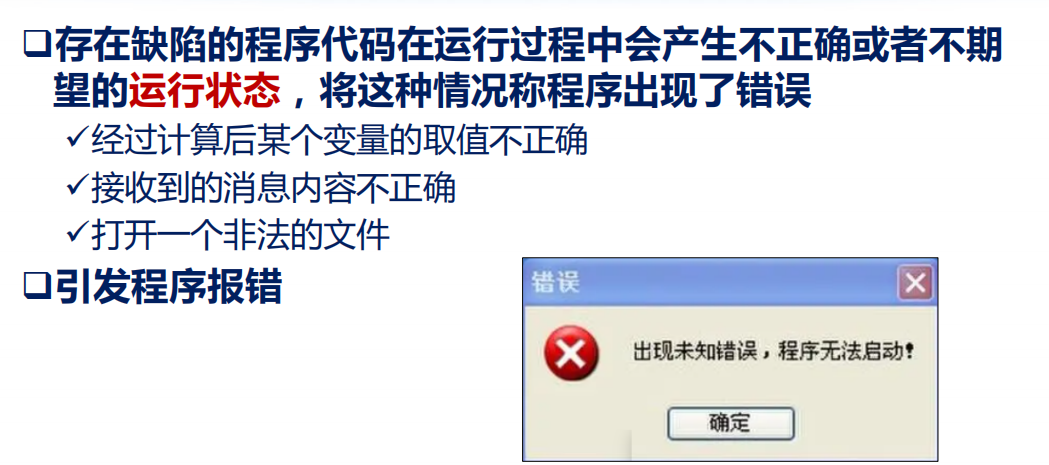 ❑存在缺陷的程序代码在运行过程中会产生不正确或者不期
望的运行状态，将这种情况称程序出现了错误
✓经过计算后某个变量的取值不正确
✓接收到的消息内容不正确
✓打开一个非法的文件
❑引发程序报错
错误
出现未知错误，程序无法启动！
确定